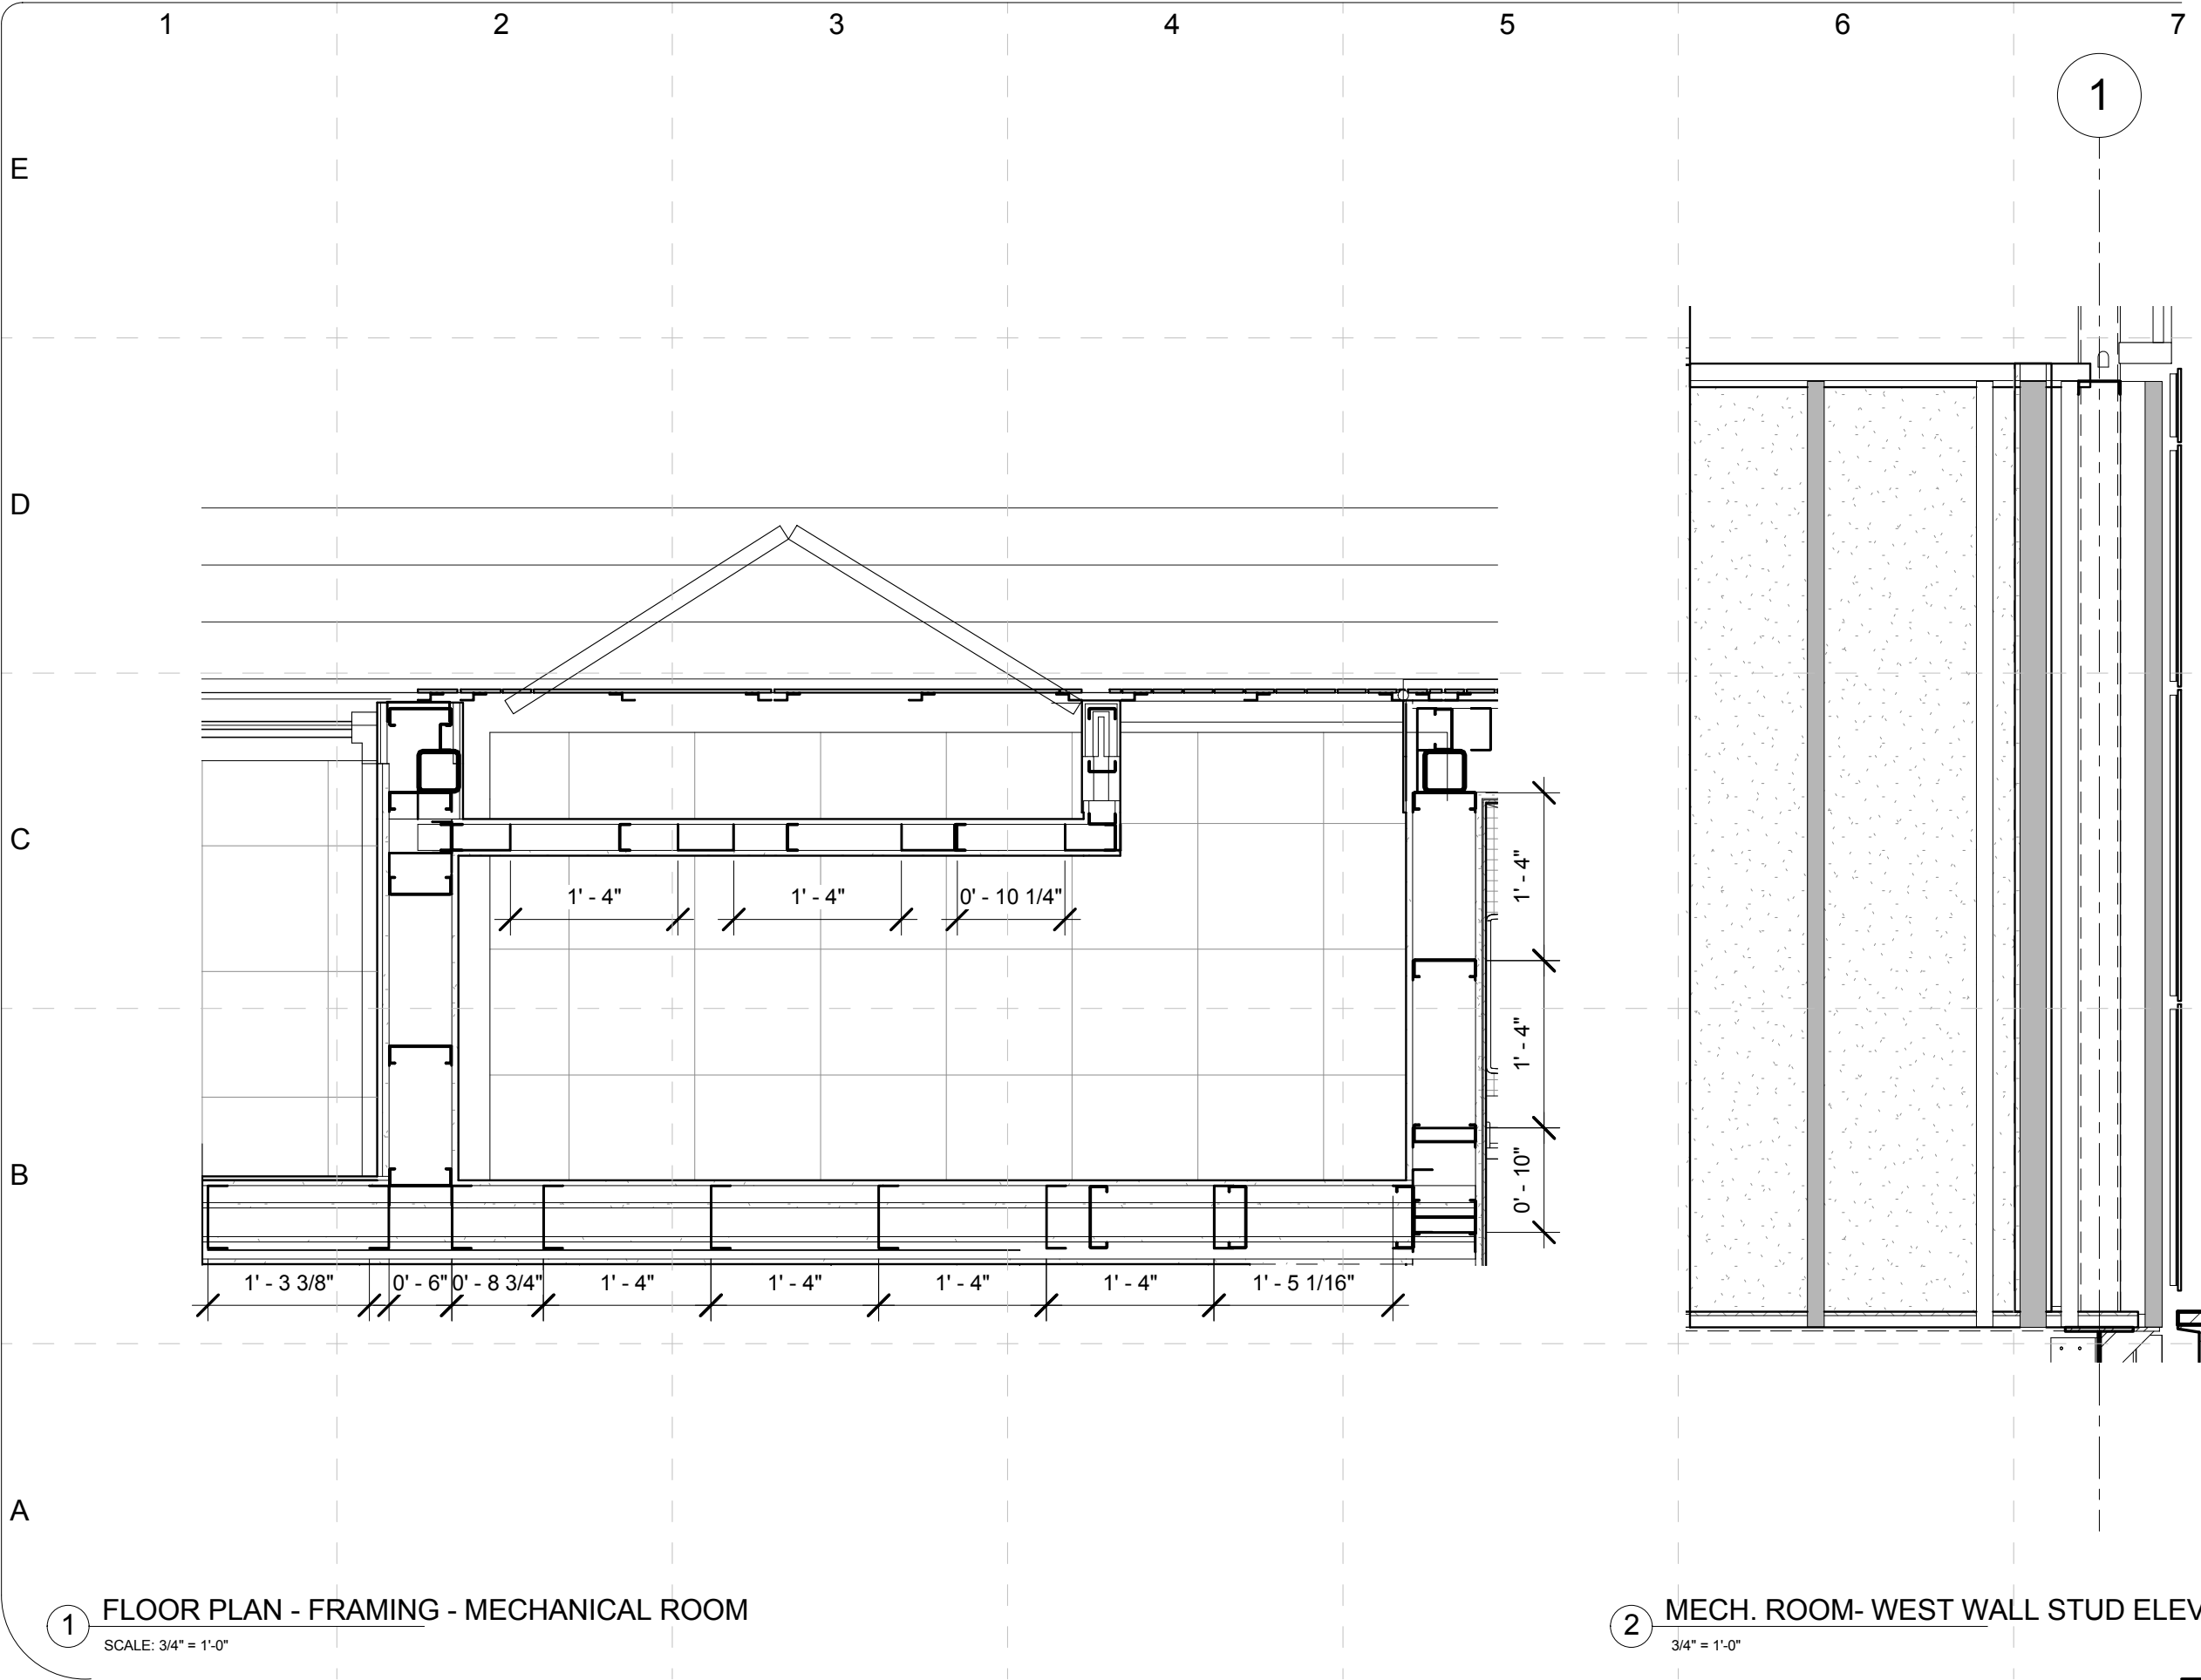 1 2 3 4 5 6 7
1
E
D
C
B
A
1' - 4" 1' - 4" 0' - 10 1/4"
1' - 4"
1' - 4"
0' - 10"
1' - 3 3/8" 0' - 6" 0' - 8 3/4" 1' - 4" 1' - 4" 1' - 4" 1' - 4" 1' - 5 1/16"
1 FLOOR PLAN - FRAMING - MECHANICAL ROOM
SCALE: 3/4" = 1'-0"
2 MECH. ROOM- WEST WALL STUD ELEV
3/4" = 1'-0"